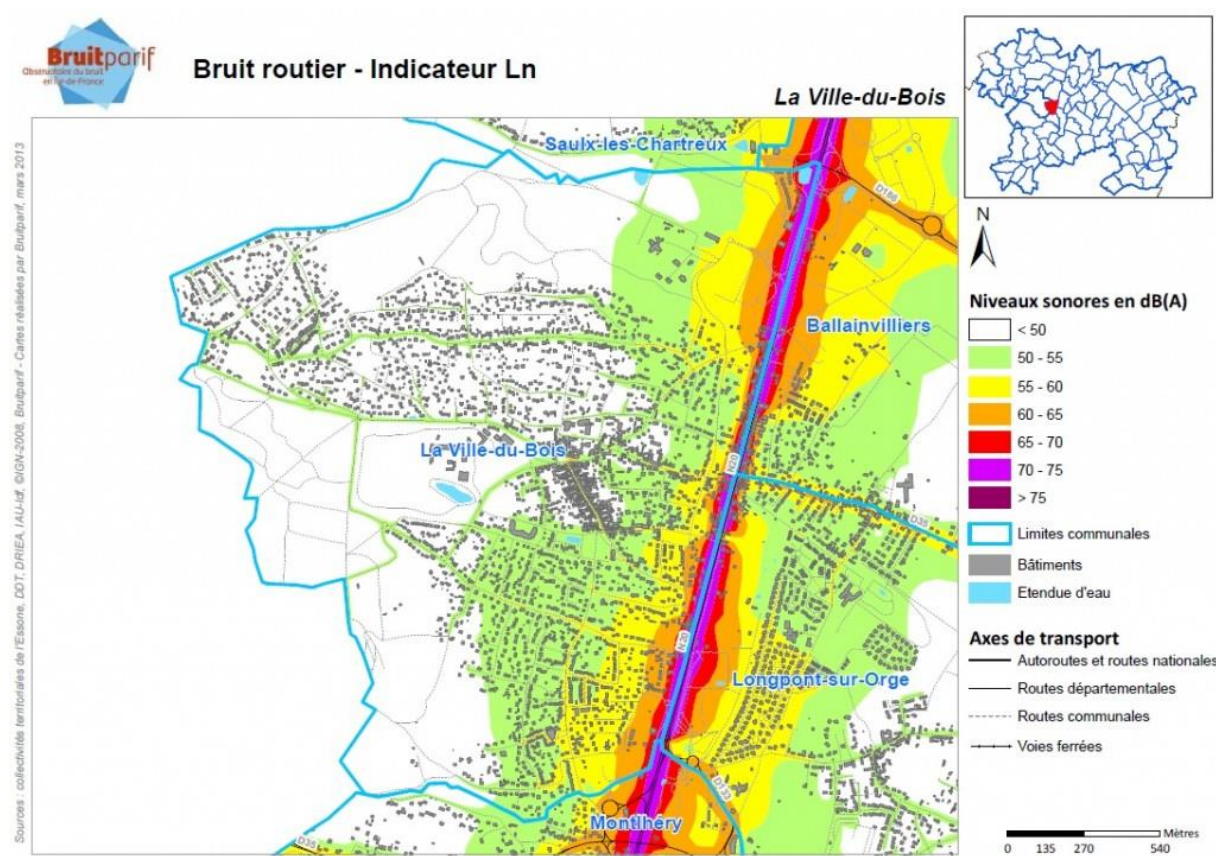 Bruitparif
Observatoire du bruit
en Île-de-France
Bruit routier - Indicateur Ln
La Ville-du-Bois
Sources : collectivités territoriales de l'Essonne, DDT, DRIEA, IAU-îdf, ©IGN-2008, Bruitparif - Cartes réalisées par Bruitparif, mars 2013
Saulx-les-Chartreux
D186
Ballainvilliers
La Ville-du-Bois
N20
D35
N20
Longpont-sur-Orge
D133
Montlhéry
D35
N
Niveaux sonores en dB(A)
< 50
50 - 55
55 - 60
60 - 65
65 - 70
70 - 75
> 75
Limites communales
Bâtiments
Etendue d'eau
Axes de transport
Autoroutes et routes nationales
Routes départementales
Routes communales
Voies ferrées
Mètres
0 135 270 540